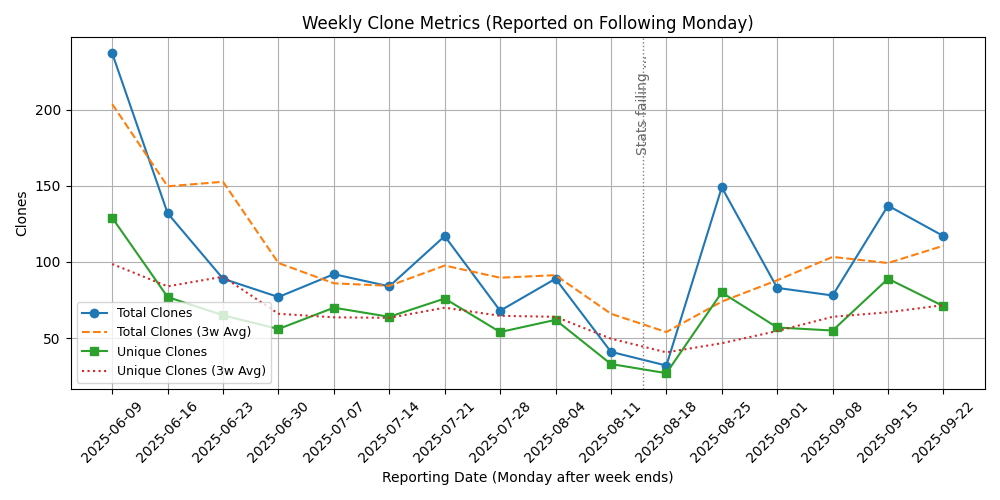 Weekly Clone Metrics (Reported on Following Monday)
Clones
200
150
100
50
Stats failing ...
Total Clones
Total Clones (3w Avg)
Unique Clones
Unique Clones (3w Avg)
2025-06-09
2025-06-16
2025-06-23
2025-06-30
2025-07-07
2025-07-14
2025-07-21
2025-07-28
2025-08-04
2025-08-11
2025-08-18
2025-08-25
2025-09-01
2025-09-08
2025-09-15
2025-09-22
Reporting Date (Monday after week ends)